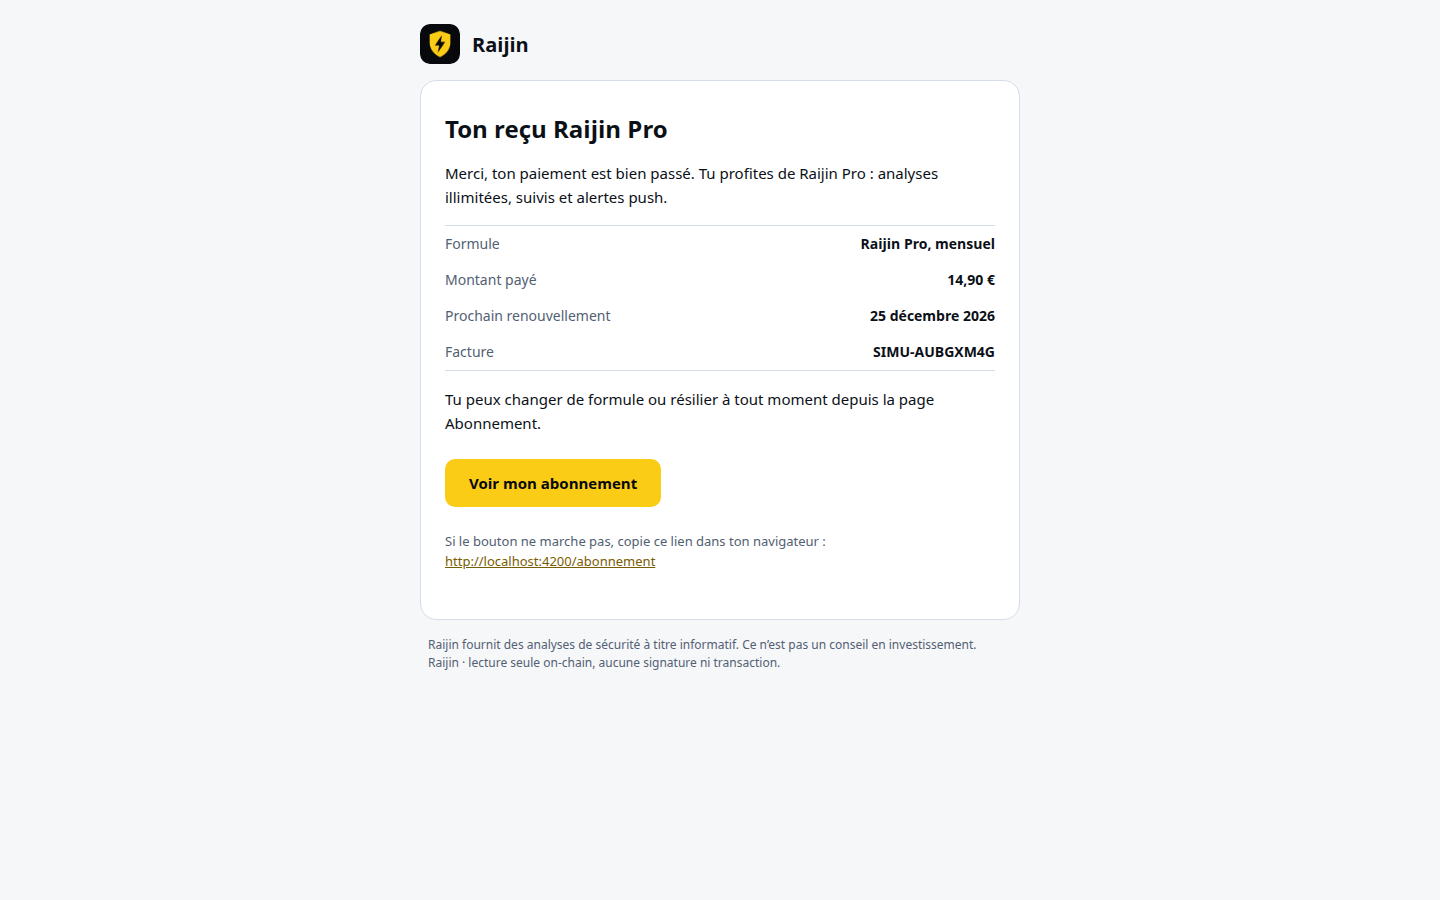 Raijin
Ton reçu Raijin Pro
Merci, ton paiement est bien passé. Tu profites de Raijin Pro : analyses
illimitées, suivis et alertes push.
Formule Raijin Pro, mensuel
Montant payé 14,90 €
Prochain renouvellement 25 décembre 2026
Facture SIMU-AUBGXM4G
Tu peux changer de formule ou résilier à tout moment depuis la page
Abonnement.
Voir mon abonnement
Si le bouton ne marche pas, copie ce lien dans ton navigateur :
http://localhost:4200/abonnement
Raijin fournit des analyses de sécurité à titre informatif. Ce n’est pas un conseil en investissement.
Raijin · lecture seule on-chain, aucune signature ni transaction.